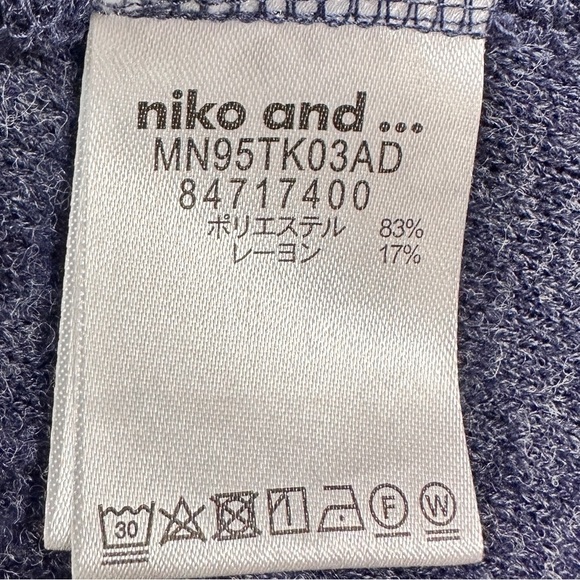 niko and ...
MN95TK03AD
84717400
ポリエステル 83%
レーヨン 17%
30 F W